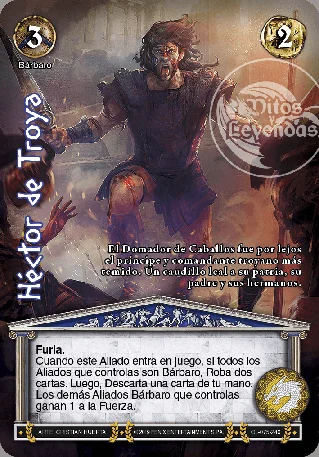 3
2
Bárbaro
Mitos y
Leyendas
Héctor de Troya
El Domador de Caballos fue por lejos
el príncipe y comandante troyano más
temido. Un caudillo leal a su patria, su
padre y sus hermanos.
Furia.
Cuando este Aliado entra en juego, si todos los
Aliados que controlas son Bárbaro, Roba dos
cartas. Luego, Descarta una carta de tu mano.
Los demás Aliados Bárbaro que controlas
ganan 1 a la Fuerza.